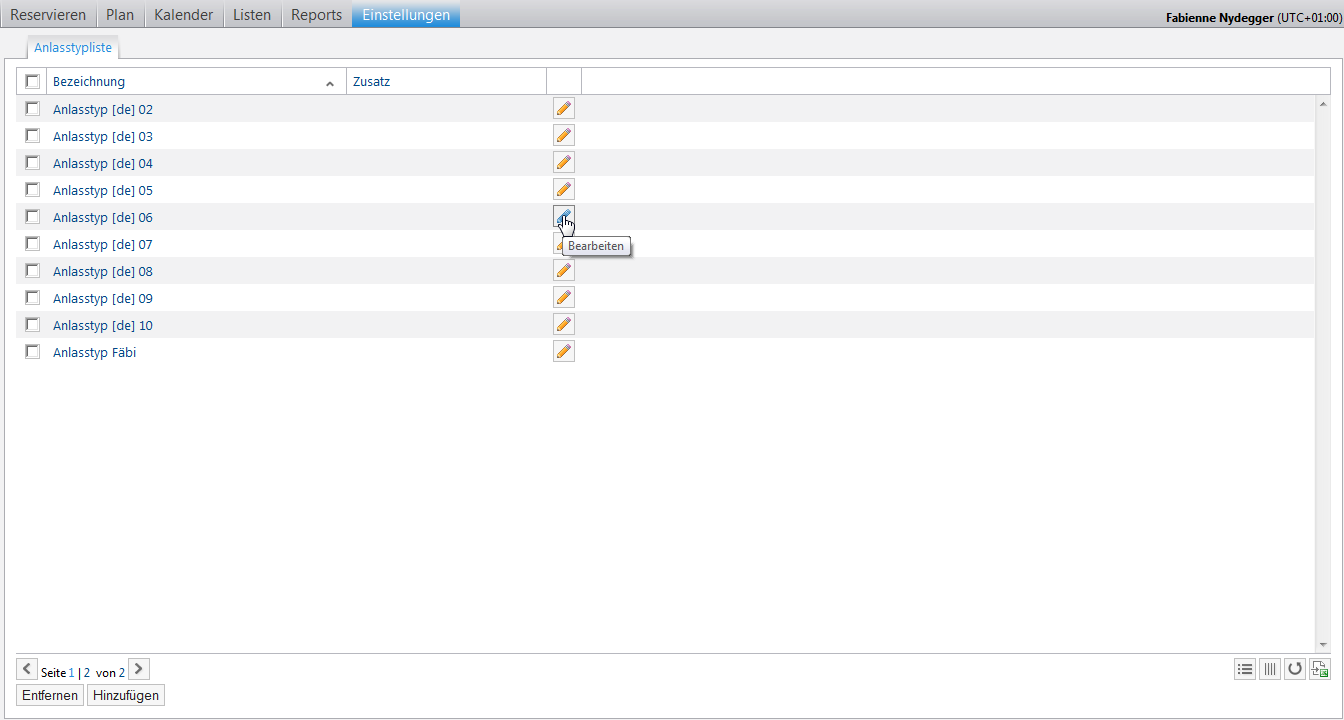 Reservieren Plan Kalender Listen Reports Einstellungen Fabienne Nydegger (UTC+01:00)
Anlasstypliste
Bezeichnung Zusatz
Anlasstyp [de] 02
Anlasstyp [de] 03
Anlasstyp [de] 04
Anlasstyp [de] 05
Anlasstyp [de] 06
Anlasstyp [de] 07 Bearbeiten
Anlasstyp [de] 08
Anlasstyp [de] 09
Anlasstyp [de] 10
Anlasstyp Fäbi
Seite 1 | 2 von 2
Entfernen Hinzufügen